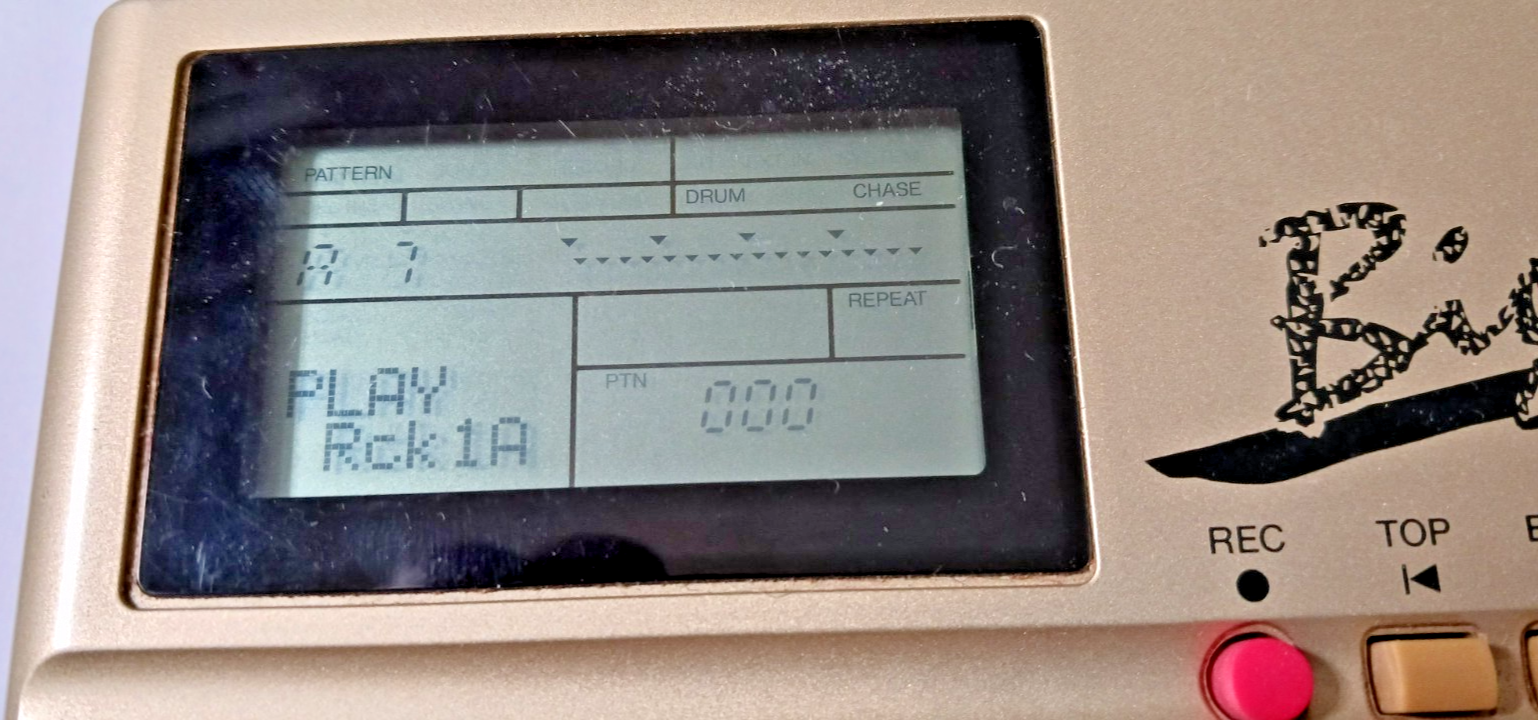 PATTERN
DRUM CHASE
A 7
REPEAT
PLAY
Rck1A
PTN 000
REC TOP